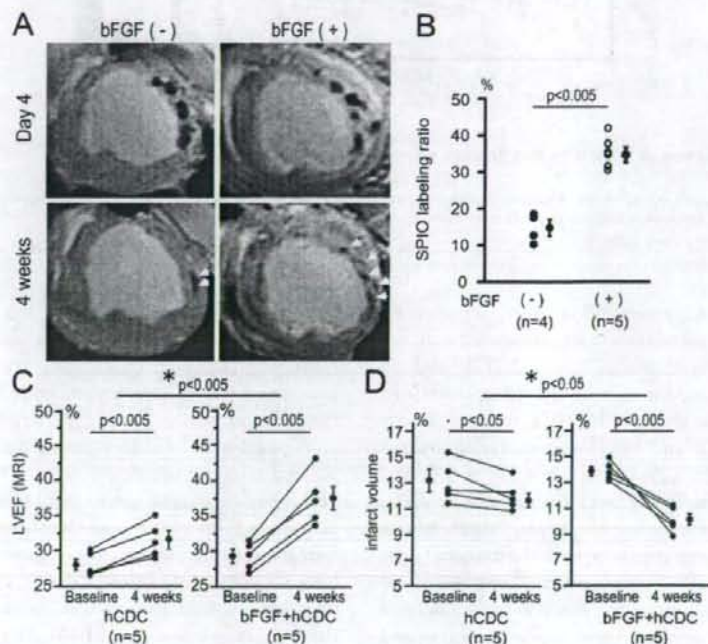 A
bFGF ( - ) bFGF ( + )
Day 4
4 weeks
B
%
p<0.005
50
40
30
20
10
0
SPIO labeling ratio
bFGF ( - ) ( + )
(n=4) (n=5)
C
*
p<0.005
50 %
45
40
35
30
25
p<0.005
LVEF (MRI)
Baseline 4 weeks
hCDC
(n=5)
50 %
45
40
35
30
25
p<0.005
Baseline 4 weeks
bFGF+hCDC
(n=5)
D
*
p<0.05
17 %
15
13
11
9
7
5
p<0.05
infarct volume
Baseline 4 weeks
hCDC
(n=5)
17 %
15
13
11
9
7
5
p<0.005
Baseline 4 weeks
bFGF+hCDC
(n=5)